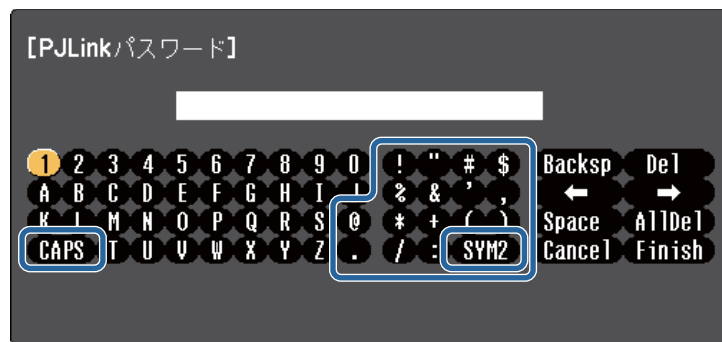 [PJLinkパスワード]
1 2 3 4 5 6 7 8 9 0 ! " # $ Backsp Del
A B C D E F G H I J % & ' , ← →
K L M N O P Q R S @ * + ( ) Space AllDel
CAPS T U V W X Y Z . / : SYM2 Cancel Finish